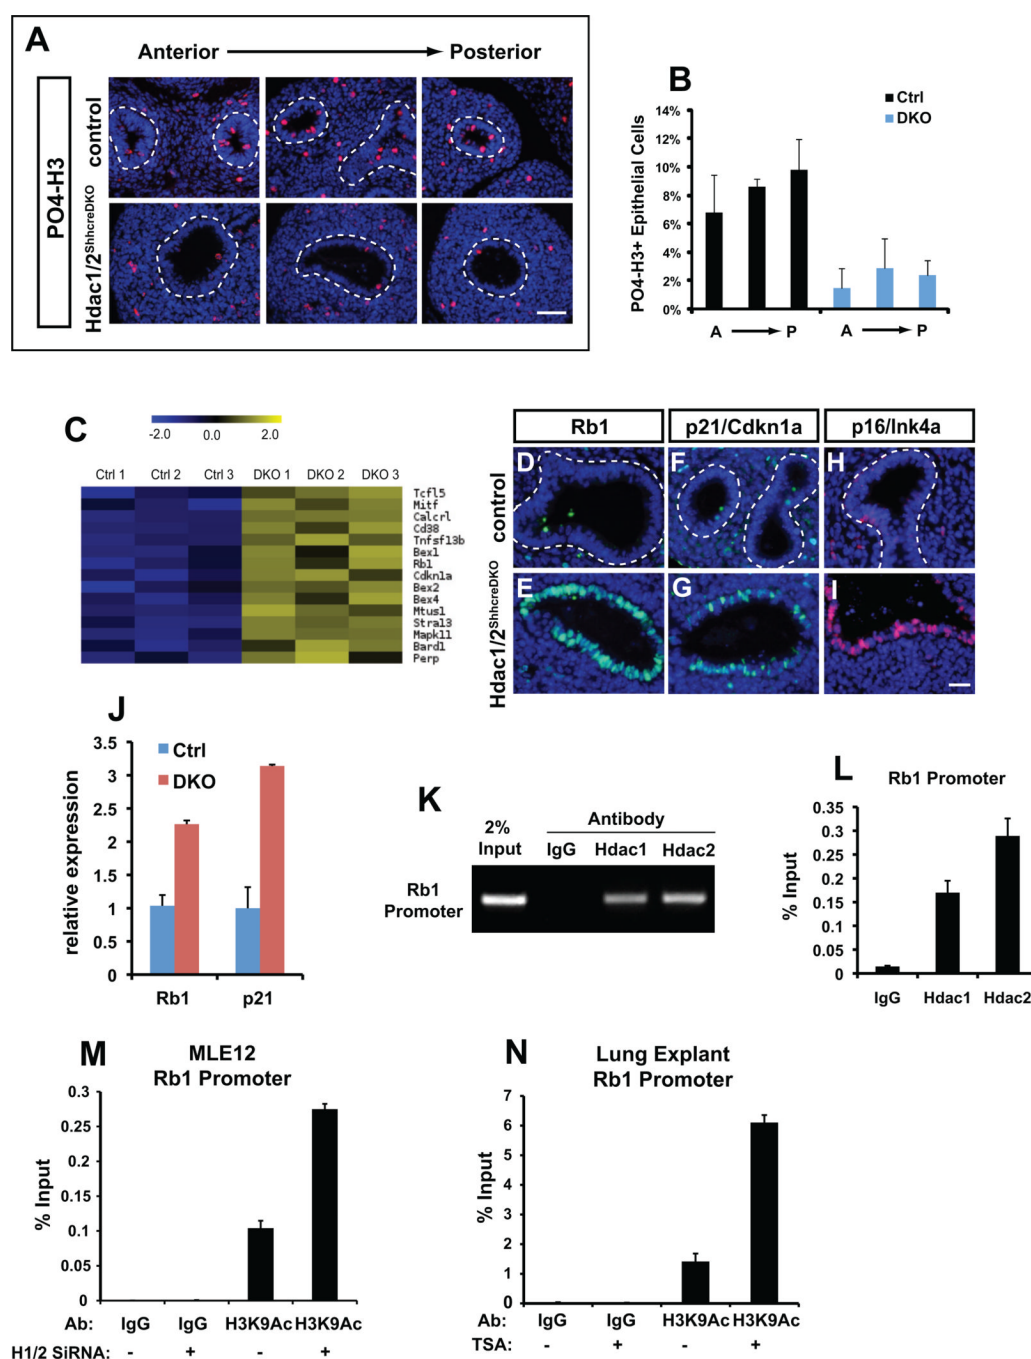 A
Anterior
Posterior
PO4-H3
control
Hdac1/2ShhcreDKO
B
Ctrl
DKO
PO4-H3+ Epithelial Cells
14%
12%
10%
8%
6%
4%
2%
0%
A
P
A
P
C
-2.0
0.0
2.0
Ctrl 1
Ctrl 2
Ctrl 3
DKO 1
DKO 2
DKO 3
Tcfl5
Mitf
Calcrl
Cd38
Tnfsf13b
Bex1
Rb1
Cdkn1a
Bex2
Bex4
Mtus1
Stra13
Mapk11
Bard1
Perp
Rb1
p21/Cdkn1a
p16/Ink4a
control
Hdac1/2ShhcreDKO
D
F
H
E
G
I
J
Ctrl
DKO
relative expression
3.5
3
2.5
2
1.5
1
0.5
0
Rb1
p21
K
2%
Input
Antibody
IgG
Hdac1
Hdac2
Rb1
Promoter
L
Rb1 Promoter
% Input
0.35
0.3
0.25
0.2
0.15
0.1
0.05
0
IgG
Hdac1
Hdac2
M
MLE12
Rb1 Promoter
% Input
0.3
0.25
0.2
0.15
0.1
0.05
0
Ab: IgG IgG H3K9Ac H3K9Ac
H1/2 SiRNA: - + - +
N
Lung Explant
Rb1 Promoter
% Input
7
6
5
4
3
2
1
0
Ab: IgG IgG H3K9Ac H3K9Ac
TSA: - + - +